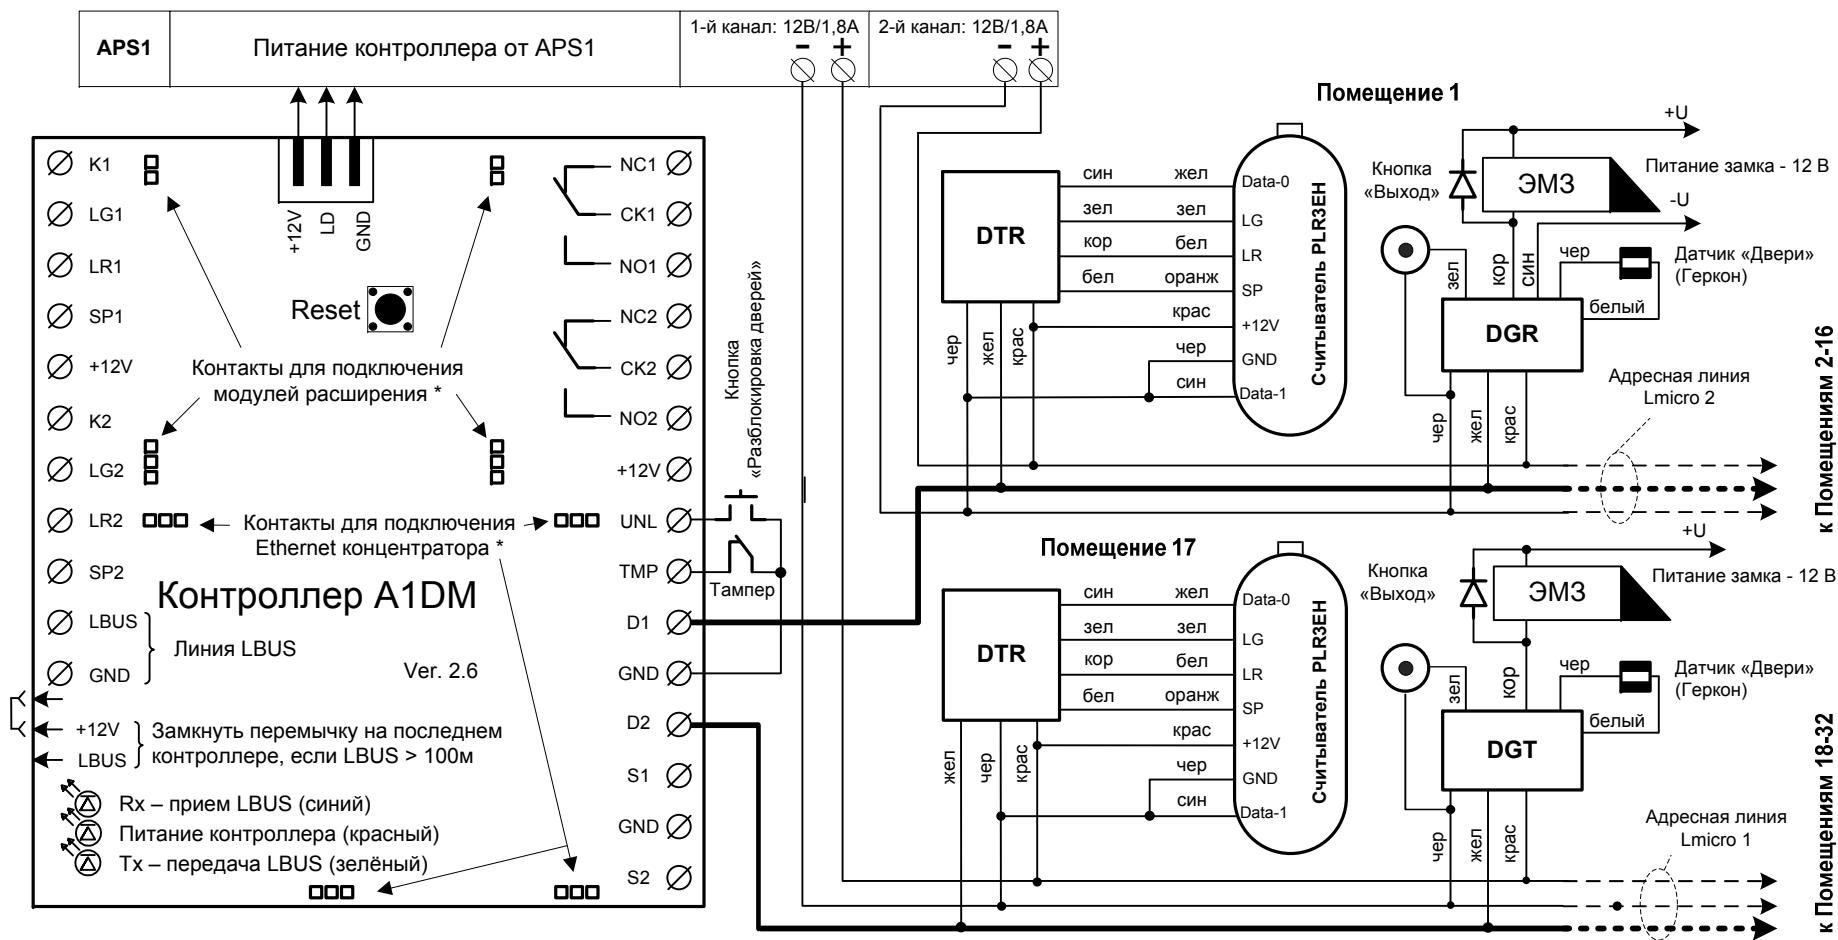 APS1
Питание контроллера от APS1
1-й канал: 12В/1,8А
- +
2-й канал: 12В/1,8А
- +
K1
LG1
LR1
SP1
+12V
K2
LG2
LR2
SP2
LBUS
GND
+12V
LBUS
+12V
LD
GND
Reset
Контакты для подключения
модулей расширения *
Контакты для подключения
Ethernet концентратора *
Контроллер A1DM
Линия LBUS
Ver. 2.6
Замкнуть перемычку на последнем
контроллере, если LBUS > 100м
Rx – прием LBUS (синий)
Питание контроллера (красный)
Tx – передача LBUS (зелёный)
NC1
CK1
NO1
NC2
CK2
NO2
+12V
UNL
TMP
D1
GND
D2
S1
GND
S2
Кнопка
«Разблокировка дверей»
Тампер
Помещение 1
DTR
син жел
зел зел
кор бел
бел оранж
крас
чер
син
чер
жел
крас
Data-0
LG
LR
SP
+12V
GND
Data-1
Считыватель PLR3EH
Кнопка
«Выход»
ЭМЗ
+U
Питание замка - 12 В
-U
зел
кор
син
чер
белый
Датчик «Двери»
(Геркон)
DGR
чер
жел
крас
Адресная линия
Lmicro 2
к Помещениям 2-16
Помещение 17
DTR
син жел
зел зел
кор бел
бел оранж
крас
чер
син
жел
чер
крас
Data-0
LG
LR
SP
+12V
GND
Data-1
Считыватель PLR3EH
Кнопка
«Выход»
ЭМЗ
+U
Питание замка - 12 В
зел
кор
чер
белый
Датчик «Двери»
(Геркон)
DGT
чер
жел
крас
Адресная линия
Lmicro 1
к Помещениям 18-32